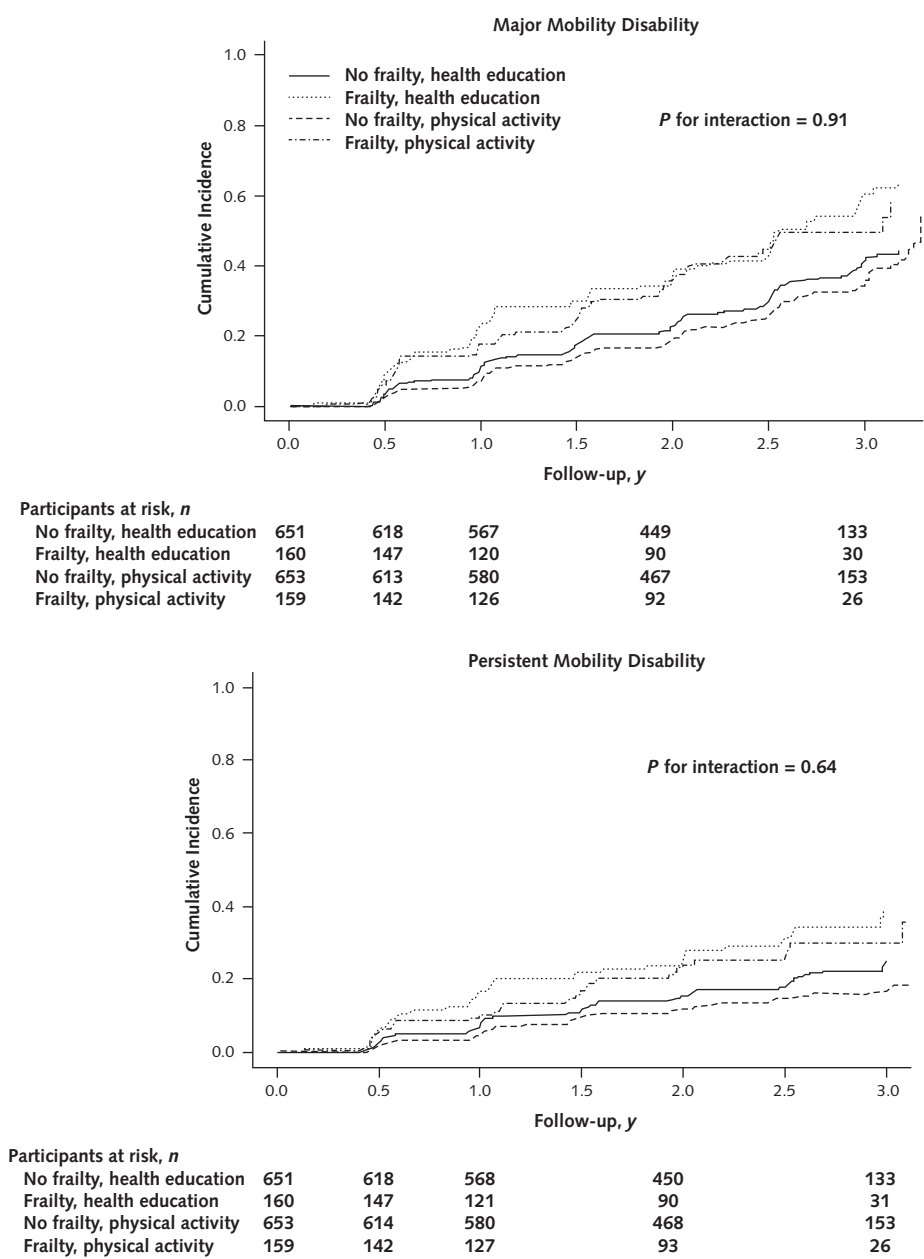 Major Mobility Disability
1.0
0.8
0.6
0.4
0.2
0.0
Cumulative Incidence
No frailty, health education
Frailty, health education
No frailty, physical activity
Frailty, physical activity
P for interaction = 0.91
0.0 0.5 1.0 1.5 2.0 2.5 3.0
Follow-up, y
Participants at risk, n
No frailty, health education 651 618 567 449 133
Frailty, health education 160 147 120 90 30
No frailty, physical activity 653 613 580 467 153
Frailty, physical activity 159 142 126 92 26
Persistent Mobility Disability
1.0
0.8
0.6
0.4
0.2
0.0
Cumulative Incidence
P for interaction = 0.64
0.0 0.5 1.0 1.5 2.0 2.5 3.0
Follow-up, y
Participants at risk, n
No frailty, health education 651 618 568 450 133
Frailty, health education 160 147 121 90 31
No frailty, physical activity 653 614 580 468 153
Frailty, physical activity 159 142 127 93 26